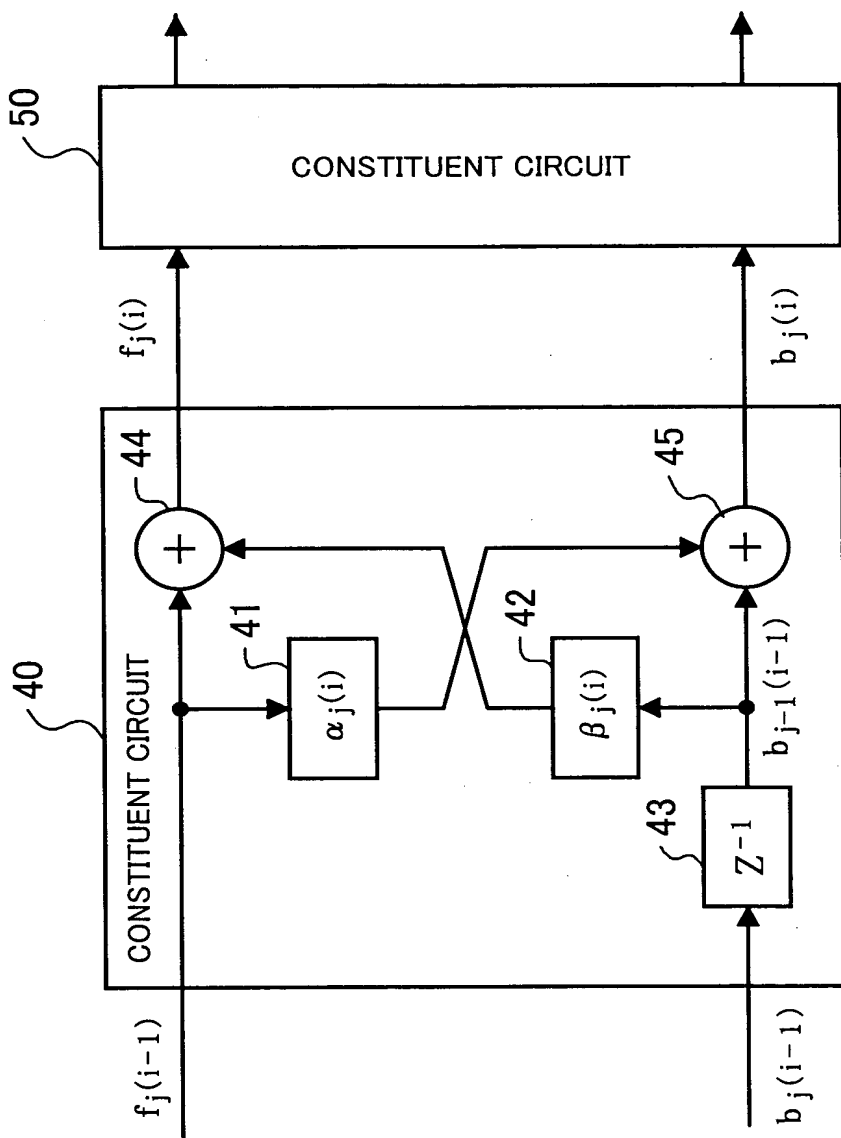 40
CONSTITUENT CIRCUIT
50
CONSTITUENT CIRCUIT
f_j(i-1)
44
+
f_j(i)
41
α_j(i)
42
β_j(i)
43
Z^-1
b_{j-1}(i-1)
45
+
b_j(i-1)
b_j(i)